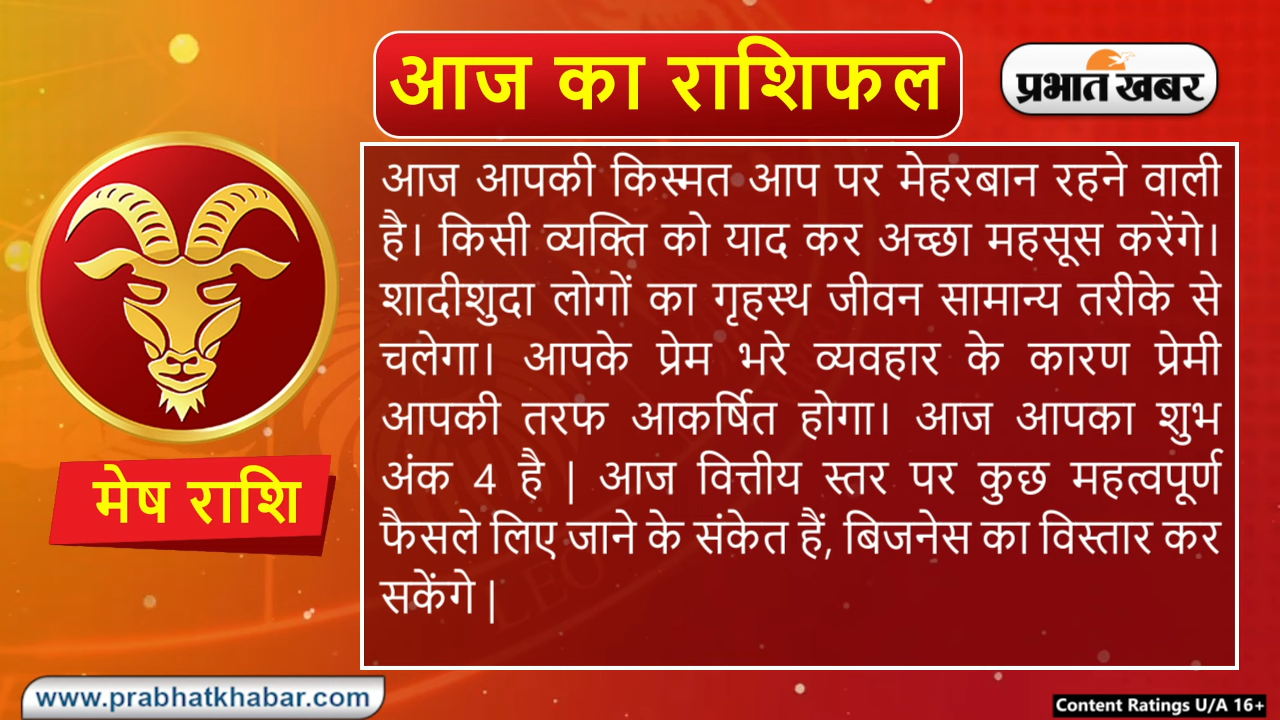 आज का राशिफल
प्रभात खबर
आज आपकी किस्मत आप पर मेहरबान रहने वाली
है। किसी व्यक्ति को याद कर अच्छा महसूस करेंगे।
शादीशुदा लोगों का गृहस्थ जीवन सामान्य तरीके से
चलेगा। आपके प्रेम भरे व्यवहार के कारण प्रेमी
आपकी तरफ आकर्षित होगा। आज आपका शुभ
अंक 4 है | आज वित्तीय स्तर पर कुछ महत्वपूर्ण
फैसले लिए जाने के संकेत हैं, बिजनेस का विस्तार कर
सकेंगे |
मेष राशि
LEO
www.prabhatkhabar.com
Content Ratings U/A 16+